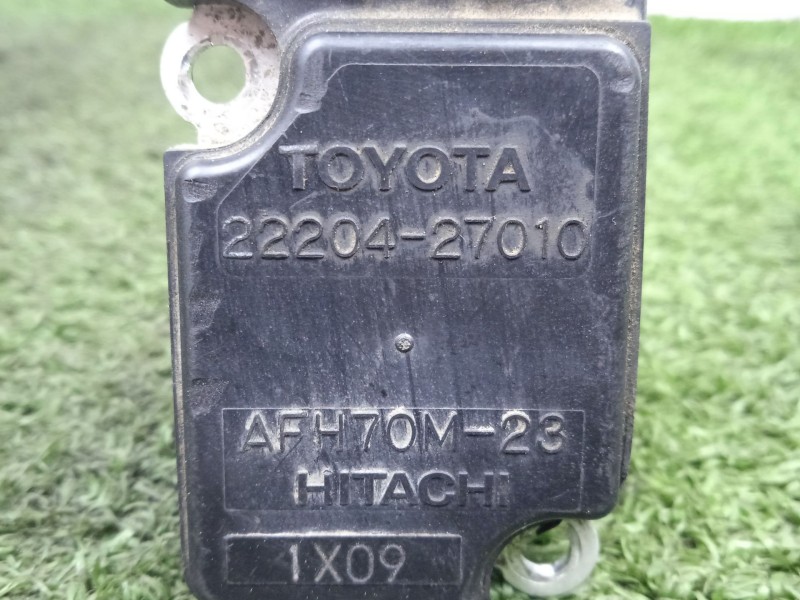 TOYOTA
22204-27010
AFH70M-23
HITACHI
1X09